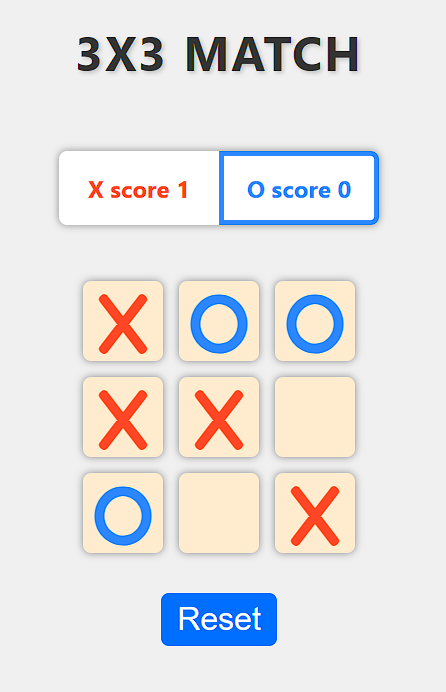 3X3 MATCH
X score 1 O score 0
X O O
X X
O X
Reset